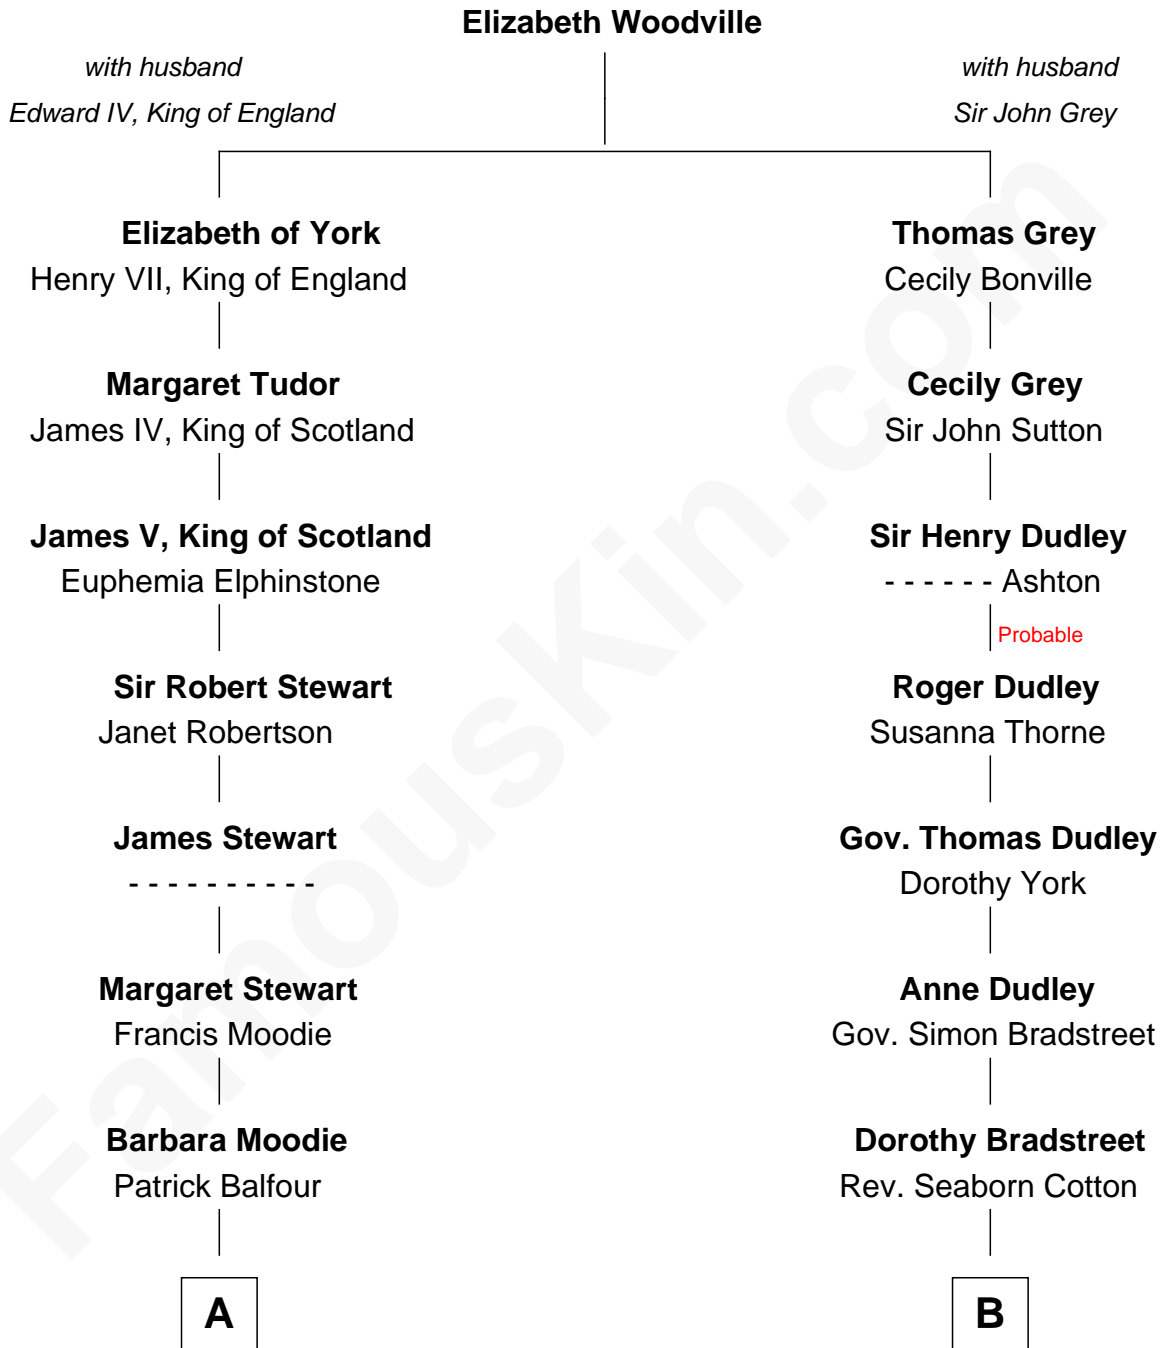 Elizabeth Woodville
with husband
Edward IV, King of England
with husband
Sir John Grey
Elizabeth of York
Henry VII, King of England
Thomas Grey
Cecily Bonville
Margaret Tudor
James IV, King of Scotland
Cecily Grey
Sir John Sutton
James V, King of Scotland
Euphemia Elphinstone
Sir Henry Dudley
- - - - - - Ashton
Probable
Sir Robert Stewart
Janet Robertson
Roger Dudley
Susanna Thorne
James Stewart
- - - - - - - - - -
Gov. Thomas Dudley
Dorothy York
Margaret Stewart
Francis Moodie
Anne Dudley
Gov. Simon Bradstreet
Barbara Moodie
Patrick Balfour
Dorothy Bradstreet
Rev. Seaborn Cotton
A
B
FamousKin.com